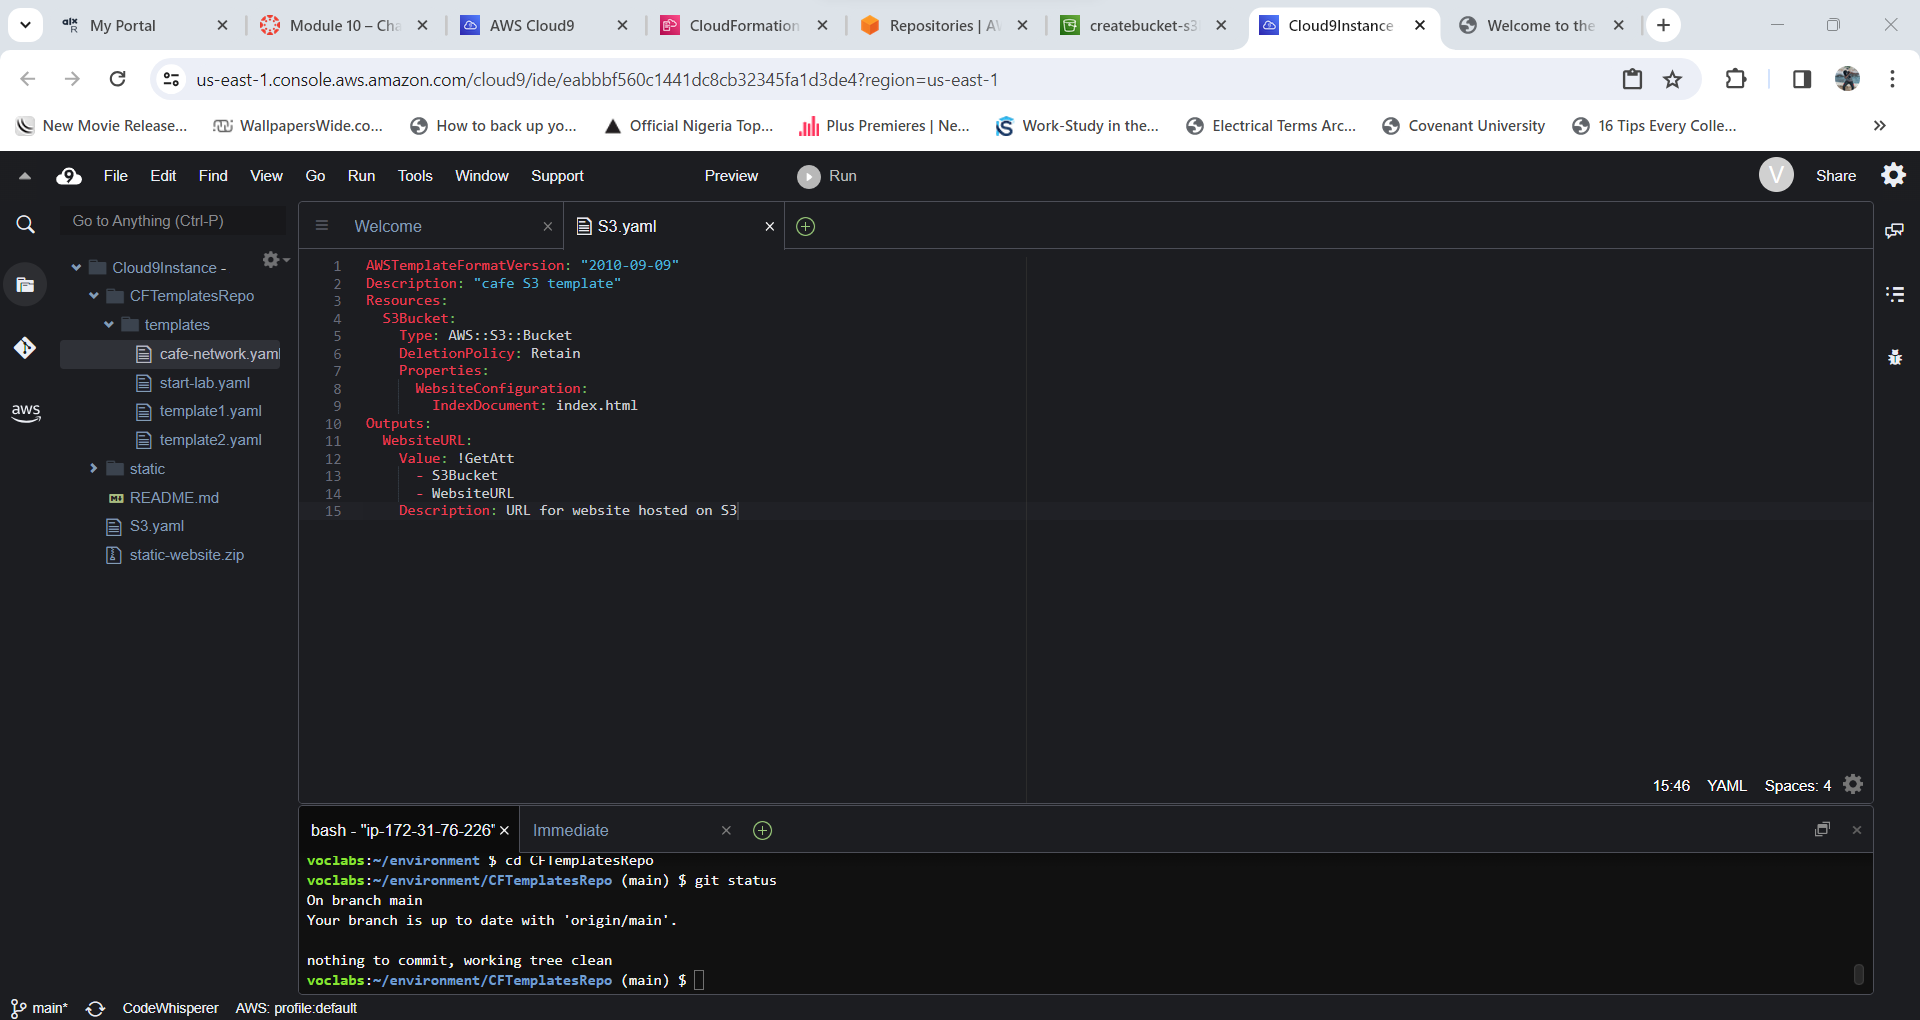 alx My Portal
Module 10 – Cha
AWS Cloud9
CloudFormation
Repositories | AW
createbucket-s3
Cloud9Instance
Welcome to the
us-east-1.console.aws.amazon.com/cloud9/ide/eabbbf560c1441dc8cb32345fa1d3de4?region=us-east-1
New Movie Release...
WallpapersWide.co...
How to back up yo...
Official Nigeria Top...
Plus Premieres | Ne...
Work-Study in the...
Electrical Terms Arc...
Covenant University
16 Tips Every Colle...
9 File Edit Find View Go Run Tools Window Support Preview Run V Share
Go to Anything (Ctrl-P)
Cloud9Instance -
CFTemplatesRepo
templates
cafe-network.yaml
start-lab.yaml
template1.yaml
template2.yaml
static
README.md
S3.yaml
static-website.zip
aws
Welcome
S3.yaml
1 AWSTemplateFormatVersion: "2010-09-09"
2 Description: "cafe S3 template"
3 Resources:
4 S3Bucket:
5 Type: AWS::S3::Bucket
6 DeletionPolicy: Retain
7 Properties:
8 WebsiteConfiguration:
9 IndexDocument: index.html
10 Outputs:
11 WebsiteURL:
12 Value: !GetAtt
13 - S3Bucket
14 - WebsiteURL
15 Description: URL for website hosted on S3
15:46 YAML Spaces: 4
bash - "ip-172-31-76-226"
Immediate
voclabs:~/environment $ cd CFTemplatesRepo
voclabs:~/environment/CFTemplatesRepo (main) $ git status
On branch main
Your branch is up to date with 'origin/main'.
nothing to commit, working tree clean
voclabs:~/environment/CFTemplatesRepo (main) $
main* CodeWhisperer AWS: profile:default